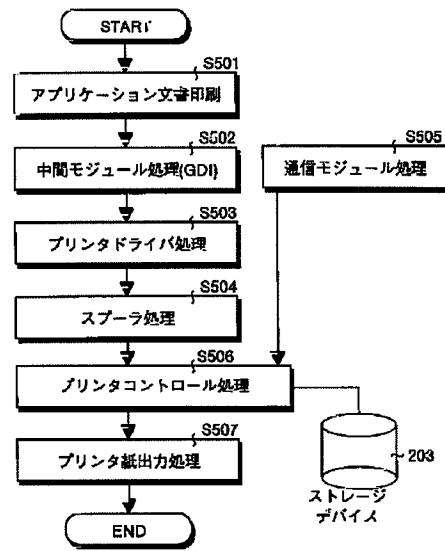 START
S501
アプリケーション文書印刷
S502
中間モジュール処理(GDI)
S505
通信モジュール処理
S503
プリンタドライバ処理
S504
スプーラ処理
S506
プリンタコントロール処理
S507
プリンタ紙出力処理
203
ストレージ
デバイス
END